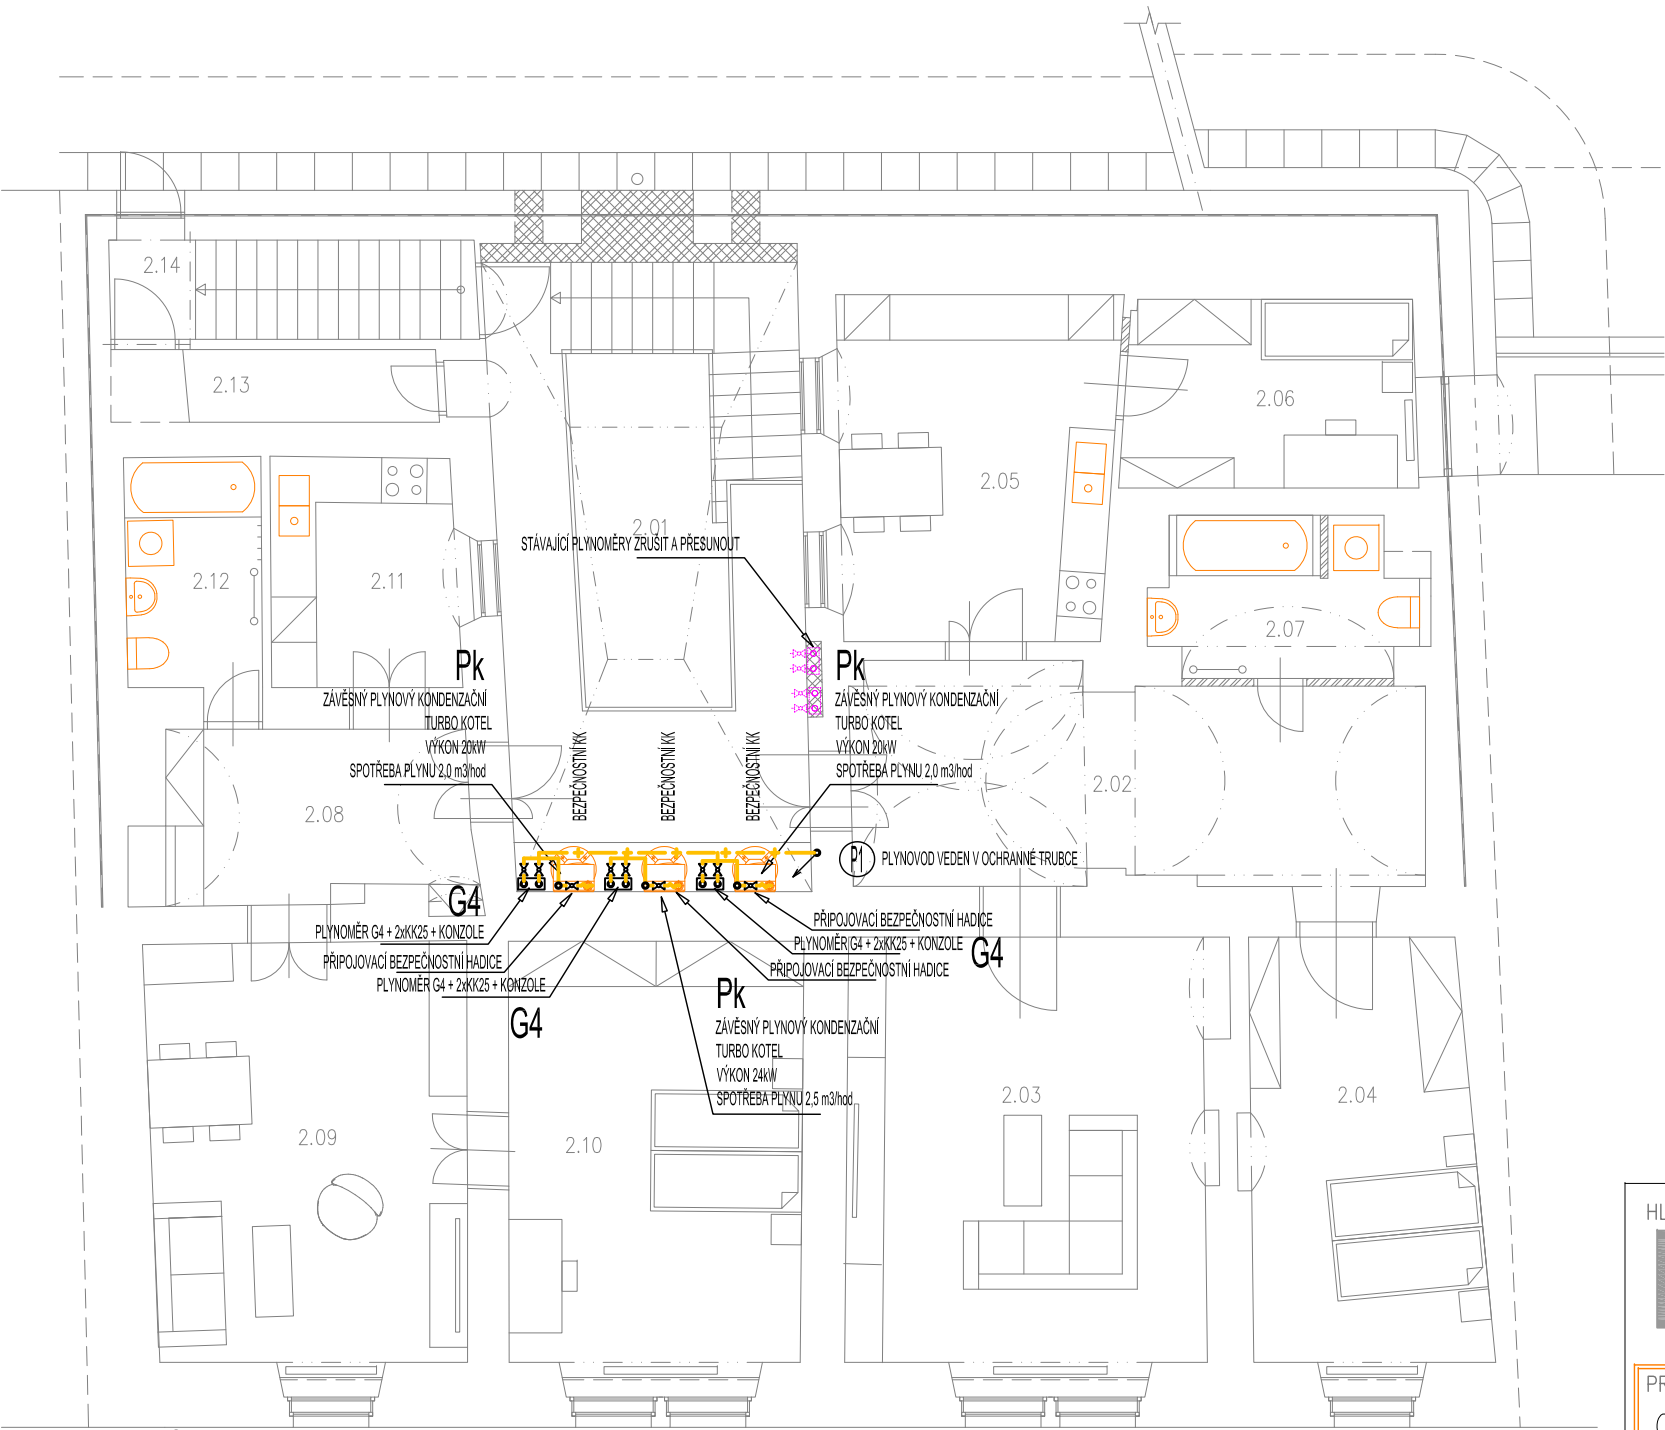 2.14
2.13
2.06
2.05
2.01
STÁVAJÍCÍ PLYNOMĚRY ZRUŠIT A PŘESUNOUT
2.12
2.11
2.07
Pk
ZÁVĚSNÝ PLYNOVÝ KONDENZAČNÍ
TURBO KOTEL
VÝKON 20kW
SPOTŘEBA PLYNU 2,0 m3/hod
BEZPEČNOSTNÍ KK
BEZPEČNOSTNÍ KK
BEZPEČNOSTNÍ KK
Pk
ZÁVĚSNÝ PLYNOVÝ KONDENZAČNÍ
TURBO KOTEL
VÝKON 20kW
SPOTŘEBA PLYNU 2,0 m3/hod
2.02
2.08
P1
PLYNOVOD VEDEN V OCHRANNÉ TRUBCE
G4
PLYNOMĚR G4 + 2xKK25 + KONZOLE
PŘIPOJOVACÍ BEZPEČNOSTNÍ HADICE
PLYNOMĚR G4 + 2xKK25 + KONZOLE
G4
PŘIPOJOVACÍ BEZPEČNOSTNÍ HADICE
PLYNOMĚR G4 + 2xKK25 + KONZOLE
G4
PŘIPOJOVACÍ BEZPEČNOSTNÍ HADICE
Pk
ZÁVĚSNÝ PLYNOVÝ KONDENZAČNÍ
TURBO KOTEL
VÝKON 24kW
SPOTŘEBA PLYNU 2,5 m3/hod
2.03
2.04
2.09
2.10